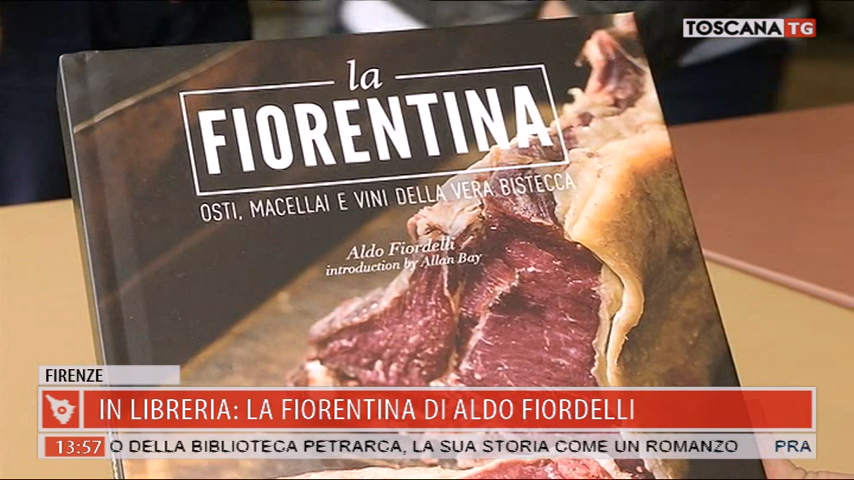 TOSCANA TG
la
FIORENTINA
OSTI, MACELLAI E VINI DELLA VERA BISTECCA
Aldo Fiordelli
introduction by Allan Bay
FIRENZE
IN LIBRERIA: LA FIORENTINA DI ALDO FIORDELLI
13:57 O DELLA BIBLIOTECA PETRARCA, LA SUA STORIA COME UN ROMANZO PRA